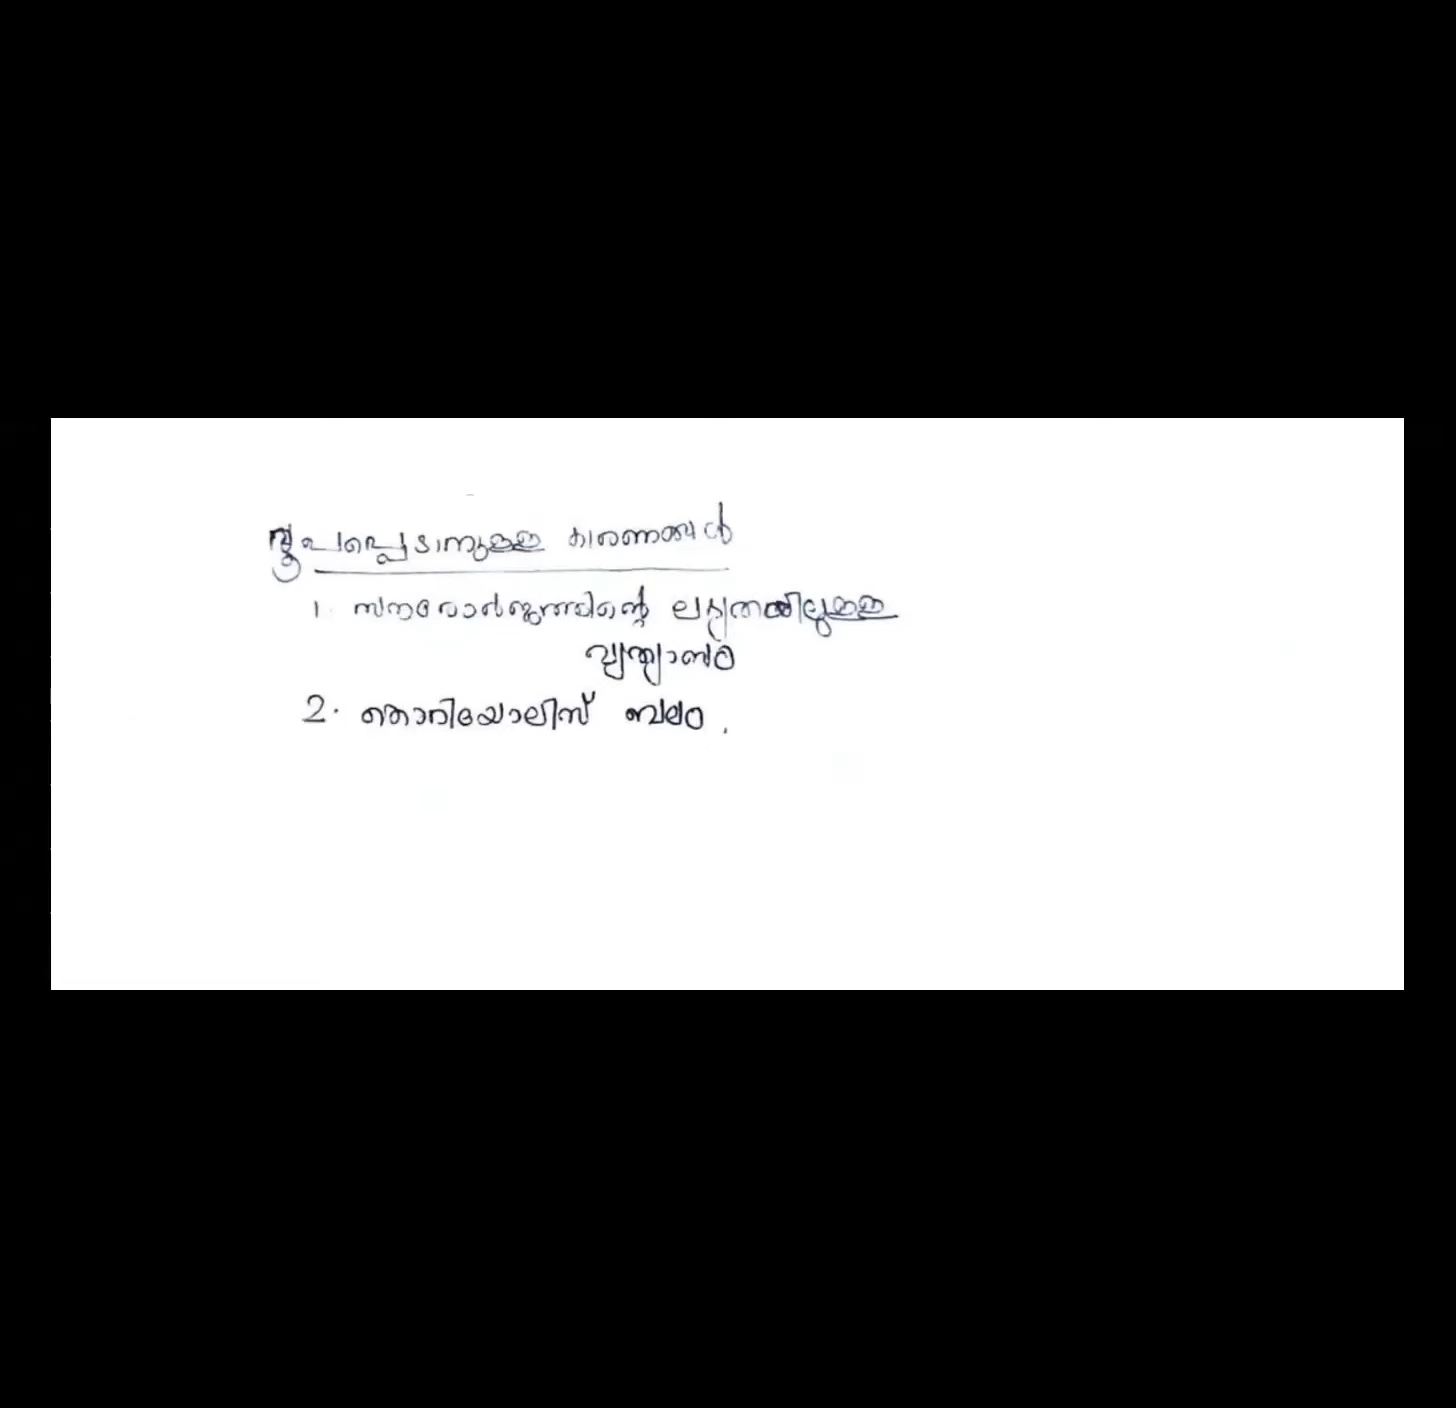 രൂപപ്പെടാനുള്ള കാരണങ്ങൾ
1. സൗരോർജ്ജത്തിന്റെ ലഭ്യതയിലുള്ള
വ്യത്യാസം
2. കൊറിയോലിസ് ബലം.